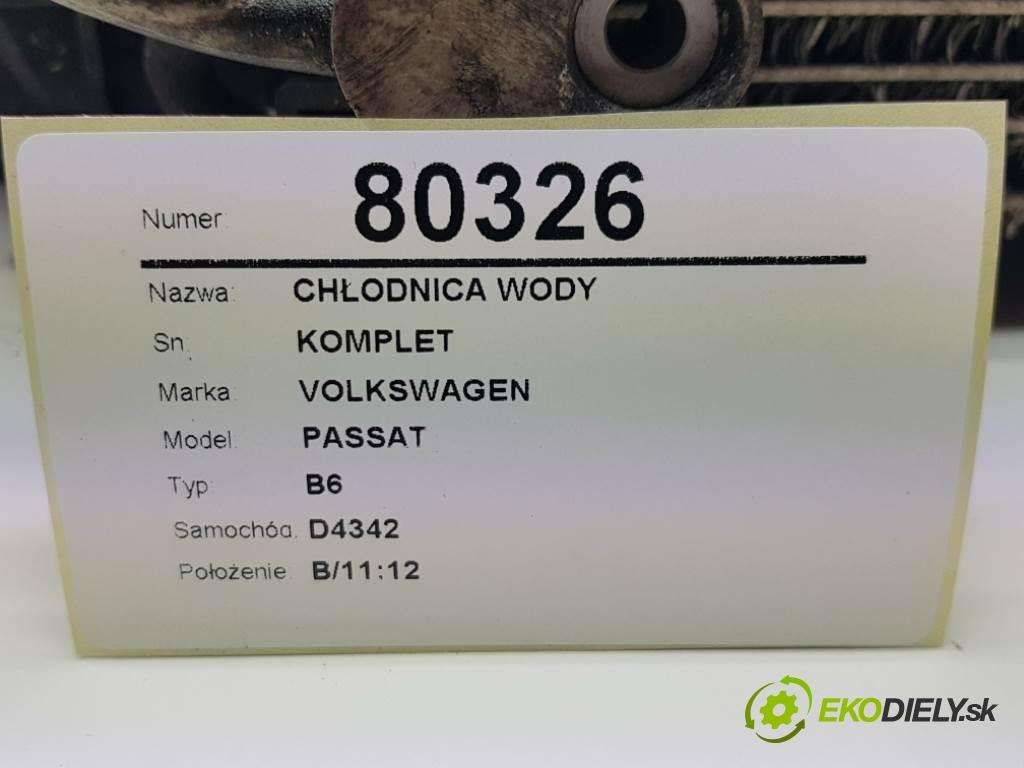 Numer: 80326
Nazwa: CHŁODNICA WODY
Sn: KOMPLET
Marka VOLKSWAGEN
Model: PASSAT
Typ: B6
Samochód: D4342
Położenie B/11:12
EKODIELY.sk